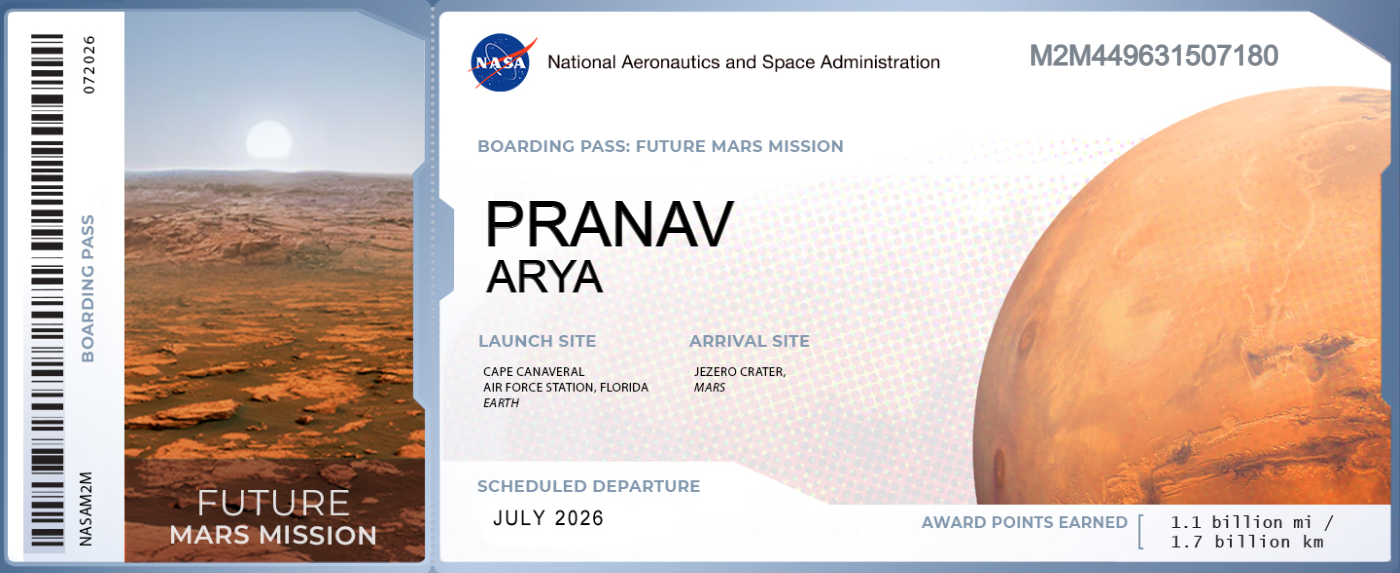 072026
BOARDING PASS
NASAM2M
FUTURE
MARS MISSION
NASA
National Aeronautics and Space Administration
M2M449631507180
BOARDING PASS: FUTURE MARS MISSION
PRANAV
ARYA
LAUNCH SITE
CAPE CANAVERAL
AIR FORCE STATION, FLORIDA
EARTH
ARRIVAL SITE
JEZERO CRATER,
MARS
SCHEDULED DEPARTURE
JULY 2026
AWARD POINTS EARNED
1.1 billion mi /
1.7 billion km